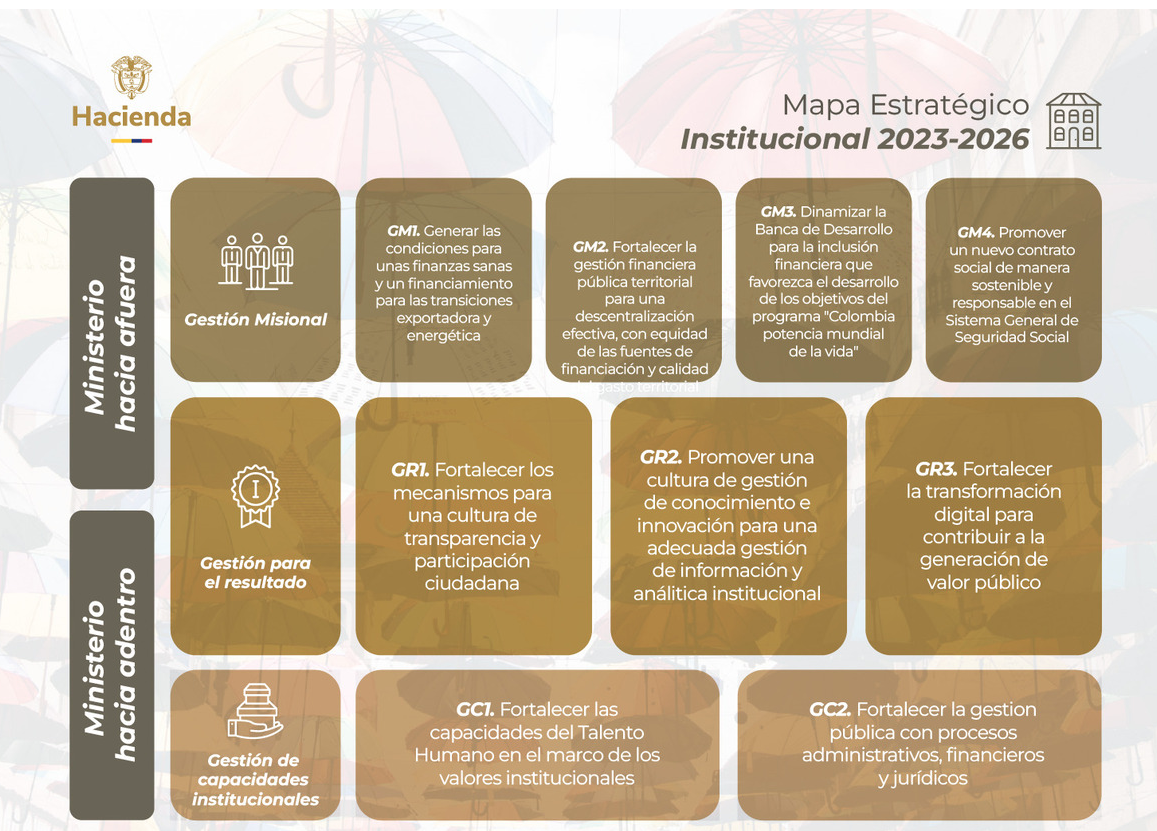 Hacienda
Mapa Estratégico
Institucional 2023-2026
Ministerio
hacia afuera
Gestión Misional
GM1. Generar las
condiciones para
unas finanzas sanas
y un financiamiento
para las transiciones
exportadora y
energética
GM2. Fortalecer la
gestión financiera
pública territorial
para una
descentralización
efectiva, con equidad
de las fuentes de
financiación y calidad
del gasto territorial
GM3. Dinamizar la
Banca de Desarrollo
para la inclusión
financiera que
favorezca el desarrollo
de los objetivos del
programa "Colombia
potencia mundial
de la vida"
GM4. Promover
un nuevo contrato
social de manera
sostenible y
responsable en el
Sistema General de
Seguridad Social
Gestión para
el resultado
GR1. Fortalecer los
mecanismos para
una cultura de
transparencia y
participación
ciudadana
GR2. Promover una
cultura de gestión
de conocimiento e
innovación para una
adecuada gestión
de información y
análitica institucional
GR3. Fortalecer
la transformación
digital para
contribuir a la
generación de
valor público
Ministerio
hacia adentro
Gestión de
capacidades
institucionales
GC1. Fortalecer las
capacidades del Talento
Humano en el marco de los
valores institucionales
GC2. Fortalecer la gestion
pública con procesos
administrativos, financieros
y jurídicos